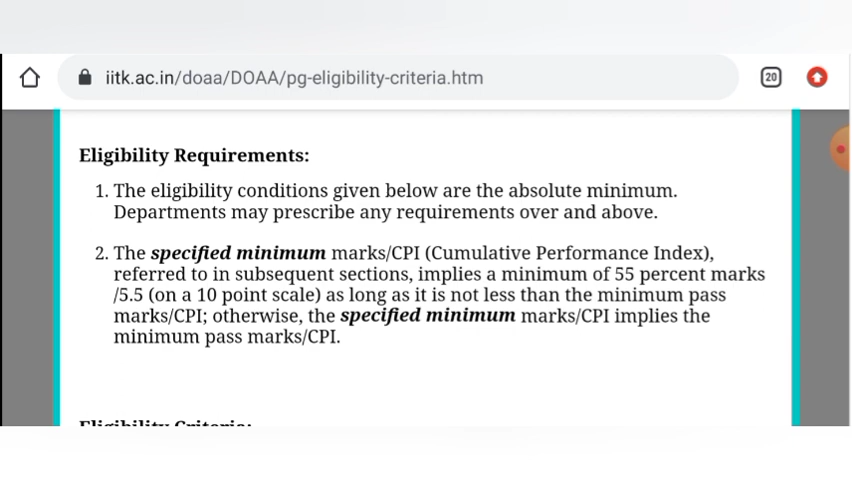 iitk.ac.in/doaa/DOAA/pg-eligibility-criteria.htm
20
Eligibility Requirements:
1. The eligibility conditions given below are the absolute minimum.
Departments may prescribe any requirements over and above.
2. The specified minimum marks/CPI (Cumulative Performance Index),
referred to in subsequent sections, implies a minimum of 55 percent marks
/5.5 (on a 10 point scale) as long as it is not less than the minimum pass
marks/CPI; otherwise, the specified minimum marks/CPI implies the
minimum pass marks/CPI.
Eligibility Criteria: